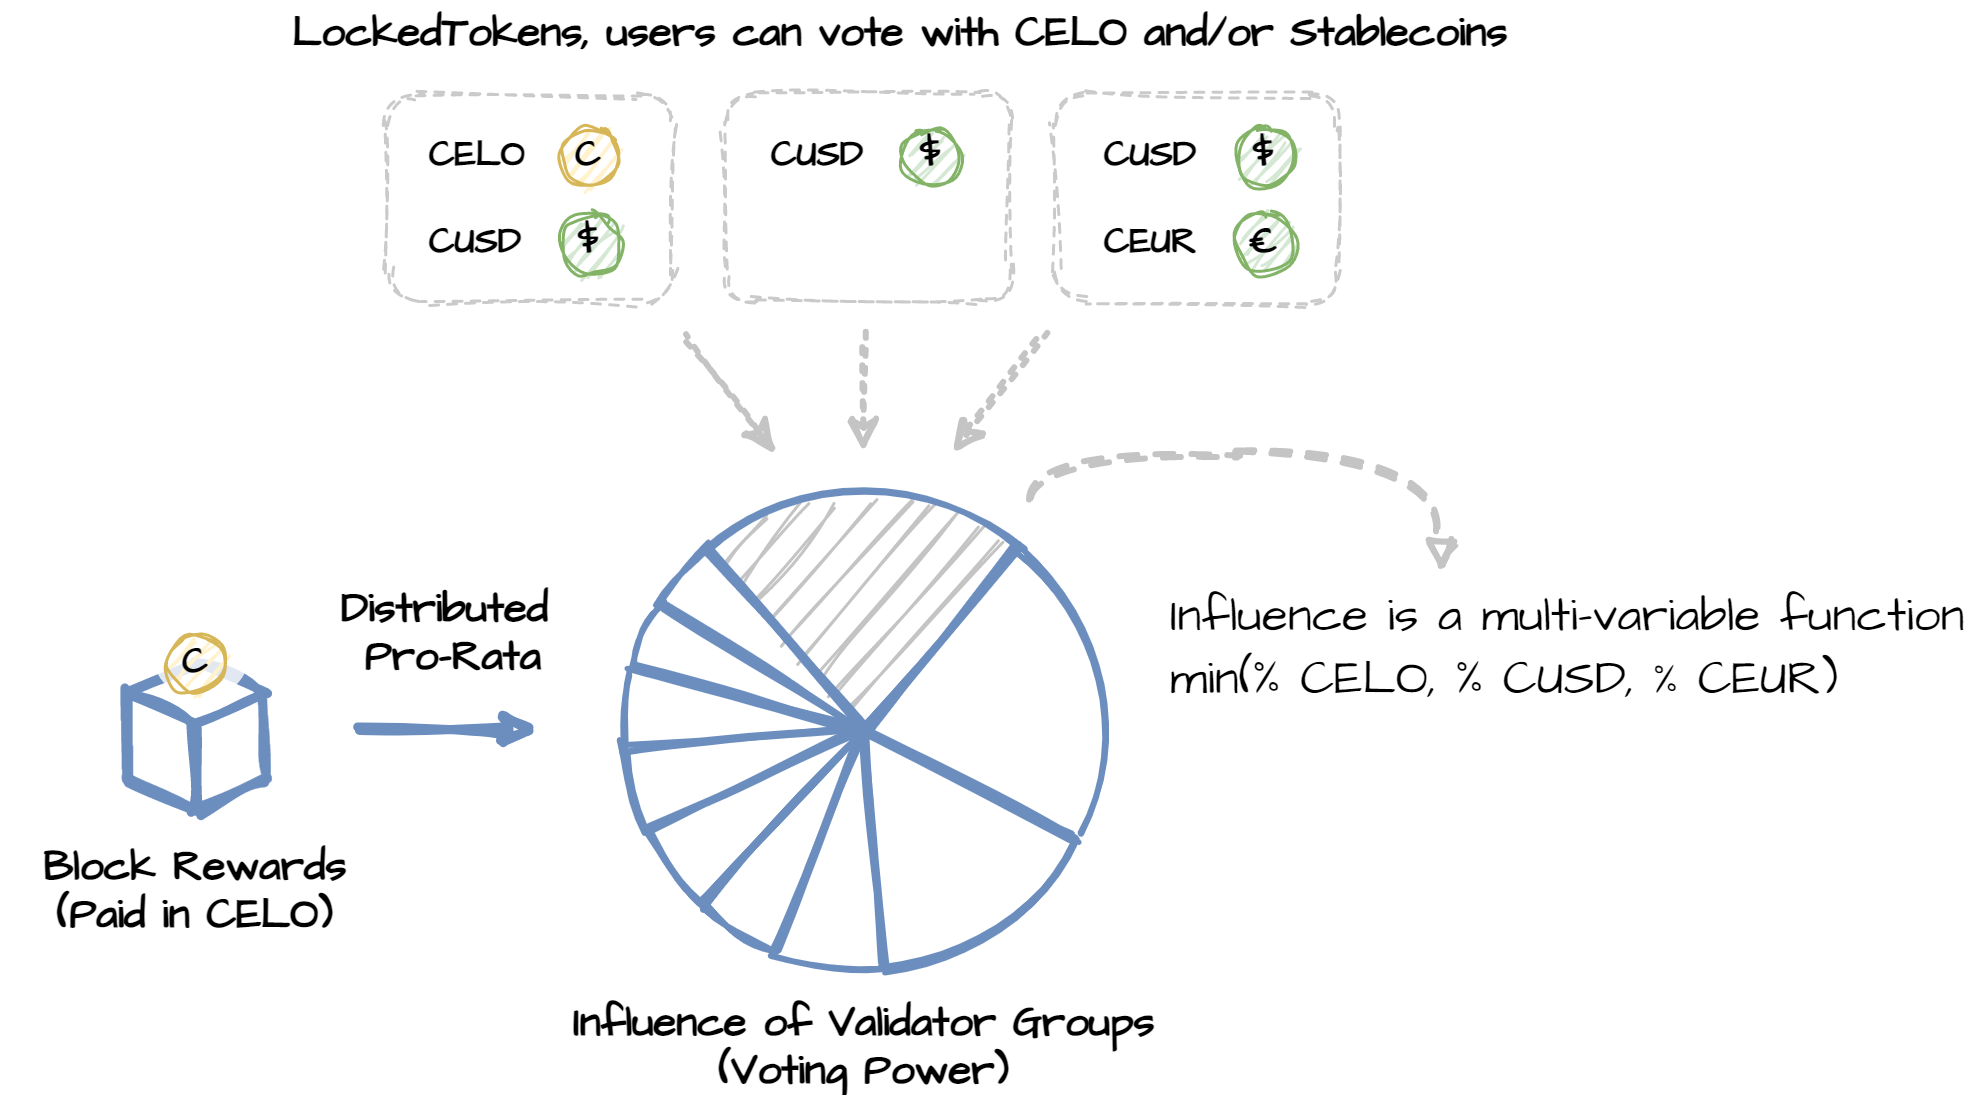 LockedTokens, users can vote with CELO and/or Stablecoins
CELO C
CUSD $
CUSD $
CUSD $
CEUR €
Distributed
Pro-Rata
C
Block Rewards
(Paid in CELO)
Influence is a multi-variable function
min(% CELO, % CUSD, % CEUR)
Influence of Validator Groups
(Voting Power)